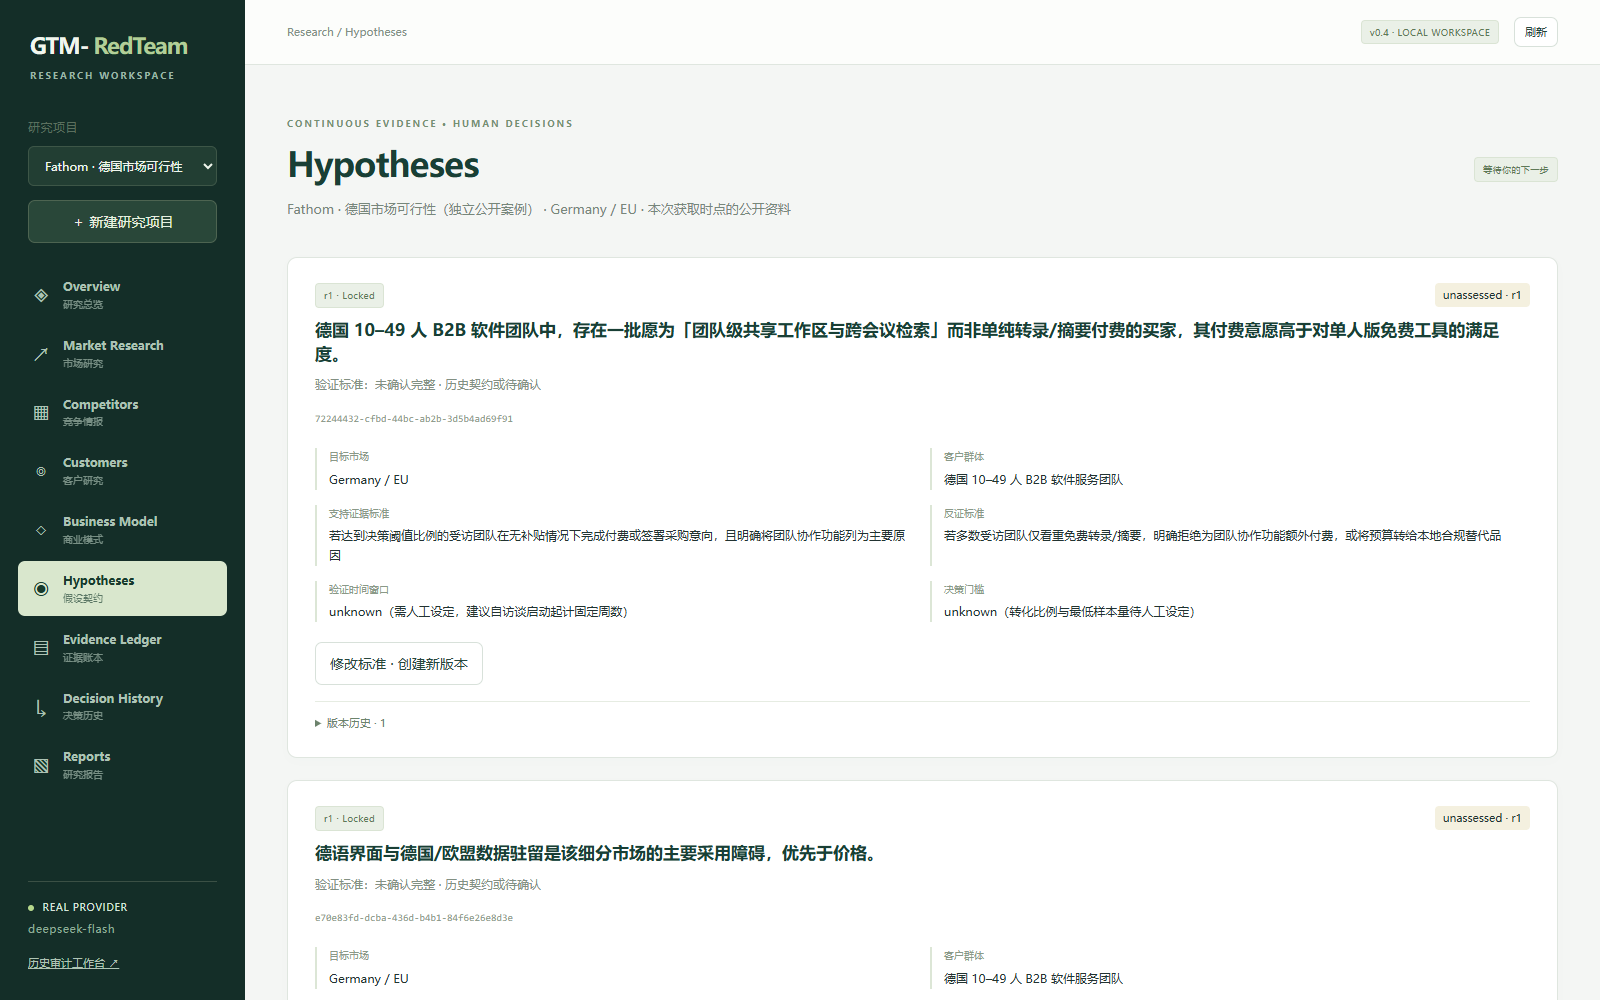 GTM- RedTeam
RESEARCH WORKSPACE
研究项目
Fathom · 德国市场可行性
+ 新建研究项目
Overview
研究总览
Market Research
市场研究
Competitors
竞争情报
Customers
客户研究
Business Model
商业模式
Hypotheses
假设契约
Evidence Ledger
证据账本
Decision History
决策历史
Reports
研究报告
REAL PROVIDER
deepseek-flash
历史审计工作台 ↗
Research / Hypotheses
v0.4 · LOCAL WORKSPACE
刷新
CONTINUOUS EVIDENCE • HUMAN DECISIONS
Hypotheses
等待你的下一步
Fathom · 德国市场可行性（独立公开案例） · Germany / EU · 本次获取时点的公开资料
r1 · Locked
unassessed · r1
德国 10–49 人 B2B 软件团队中，存在一批愿为「团队级共享工作区与跨会议检索」而非单纯转录/摘要付费的买家，其付费意愿高于对单人版免费工具的满足
度。
验证标准：未确认完整 · 历史契约或待确认
72244432-cfbd-44bc-ab2b-3d5b4ad69f91
目标市场
Germany / EU
客户群体
德国 10–49 人 B2B 软件服务团队
支持证据标准
若达到决策阈值比例的受访团队在无补贴情况下完成付费或签署采购意向，且明确将团队协作功能列为主要原
因
反证标准
若多数受访团队仅看重免费转录/摘要，明确拒绝为团队协作功能额外付费，或将预算转给本地合规替代品
验证时间窗口
unknown（需人工设定，建议自访谈启动起计固定周数）
决策门槛
unknown（转化比例与最低样本量待人工设定）
修改标准 · 创建新版本
▶ 版本历史 · 1
r1 · Locked
unassessed · r1
德语界面与德国/欧盟数据驻留是该细分市场的主要采用障碍，优先于价格。
验证标准：未确认完整 · 历史契约或待确认
e70e83fd-dcba-436d-b4b1-84f6e26e8d3e
目标市场
Germany / EU
客户群体
德国 10–49 人 B2B 软件服务团队